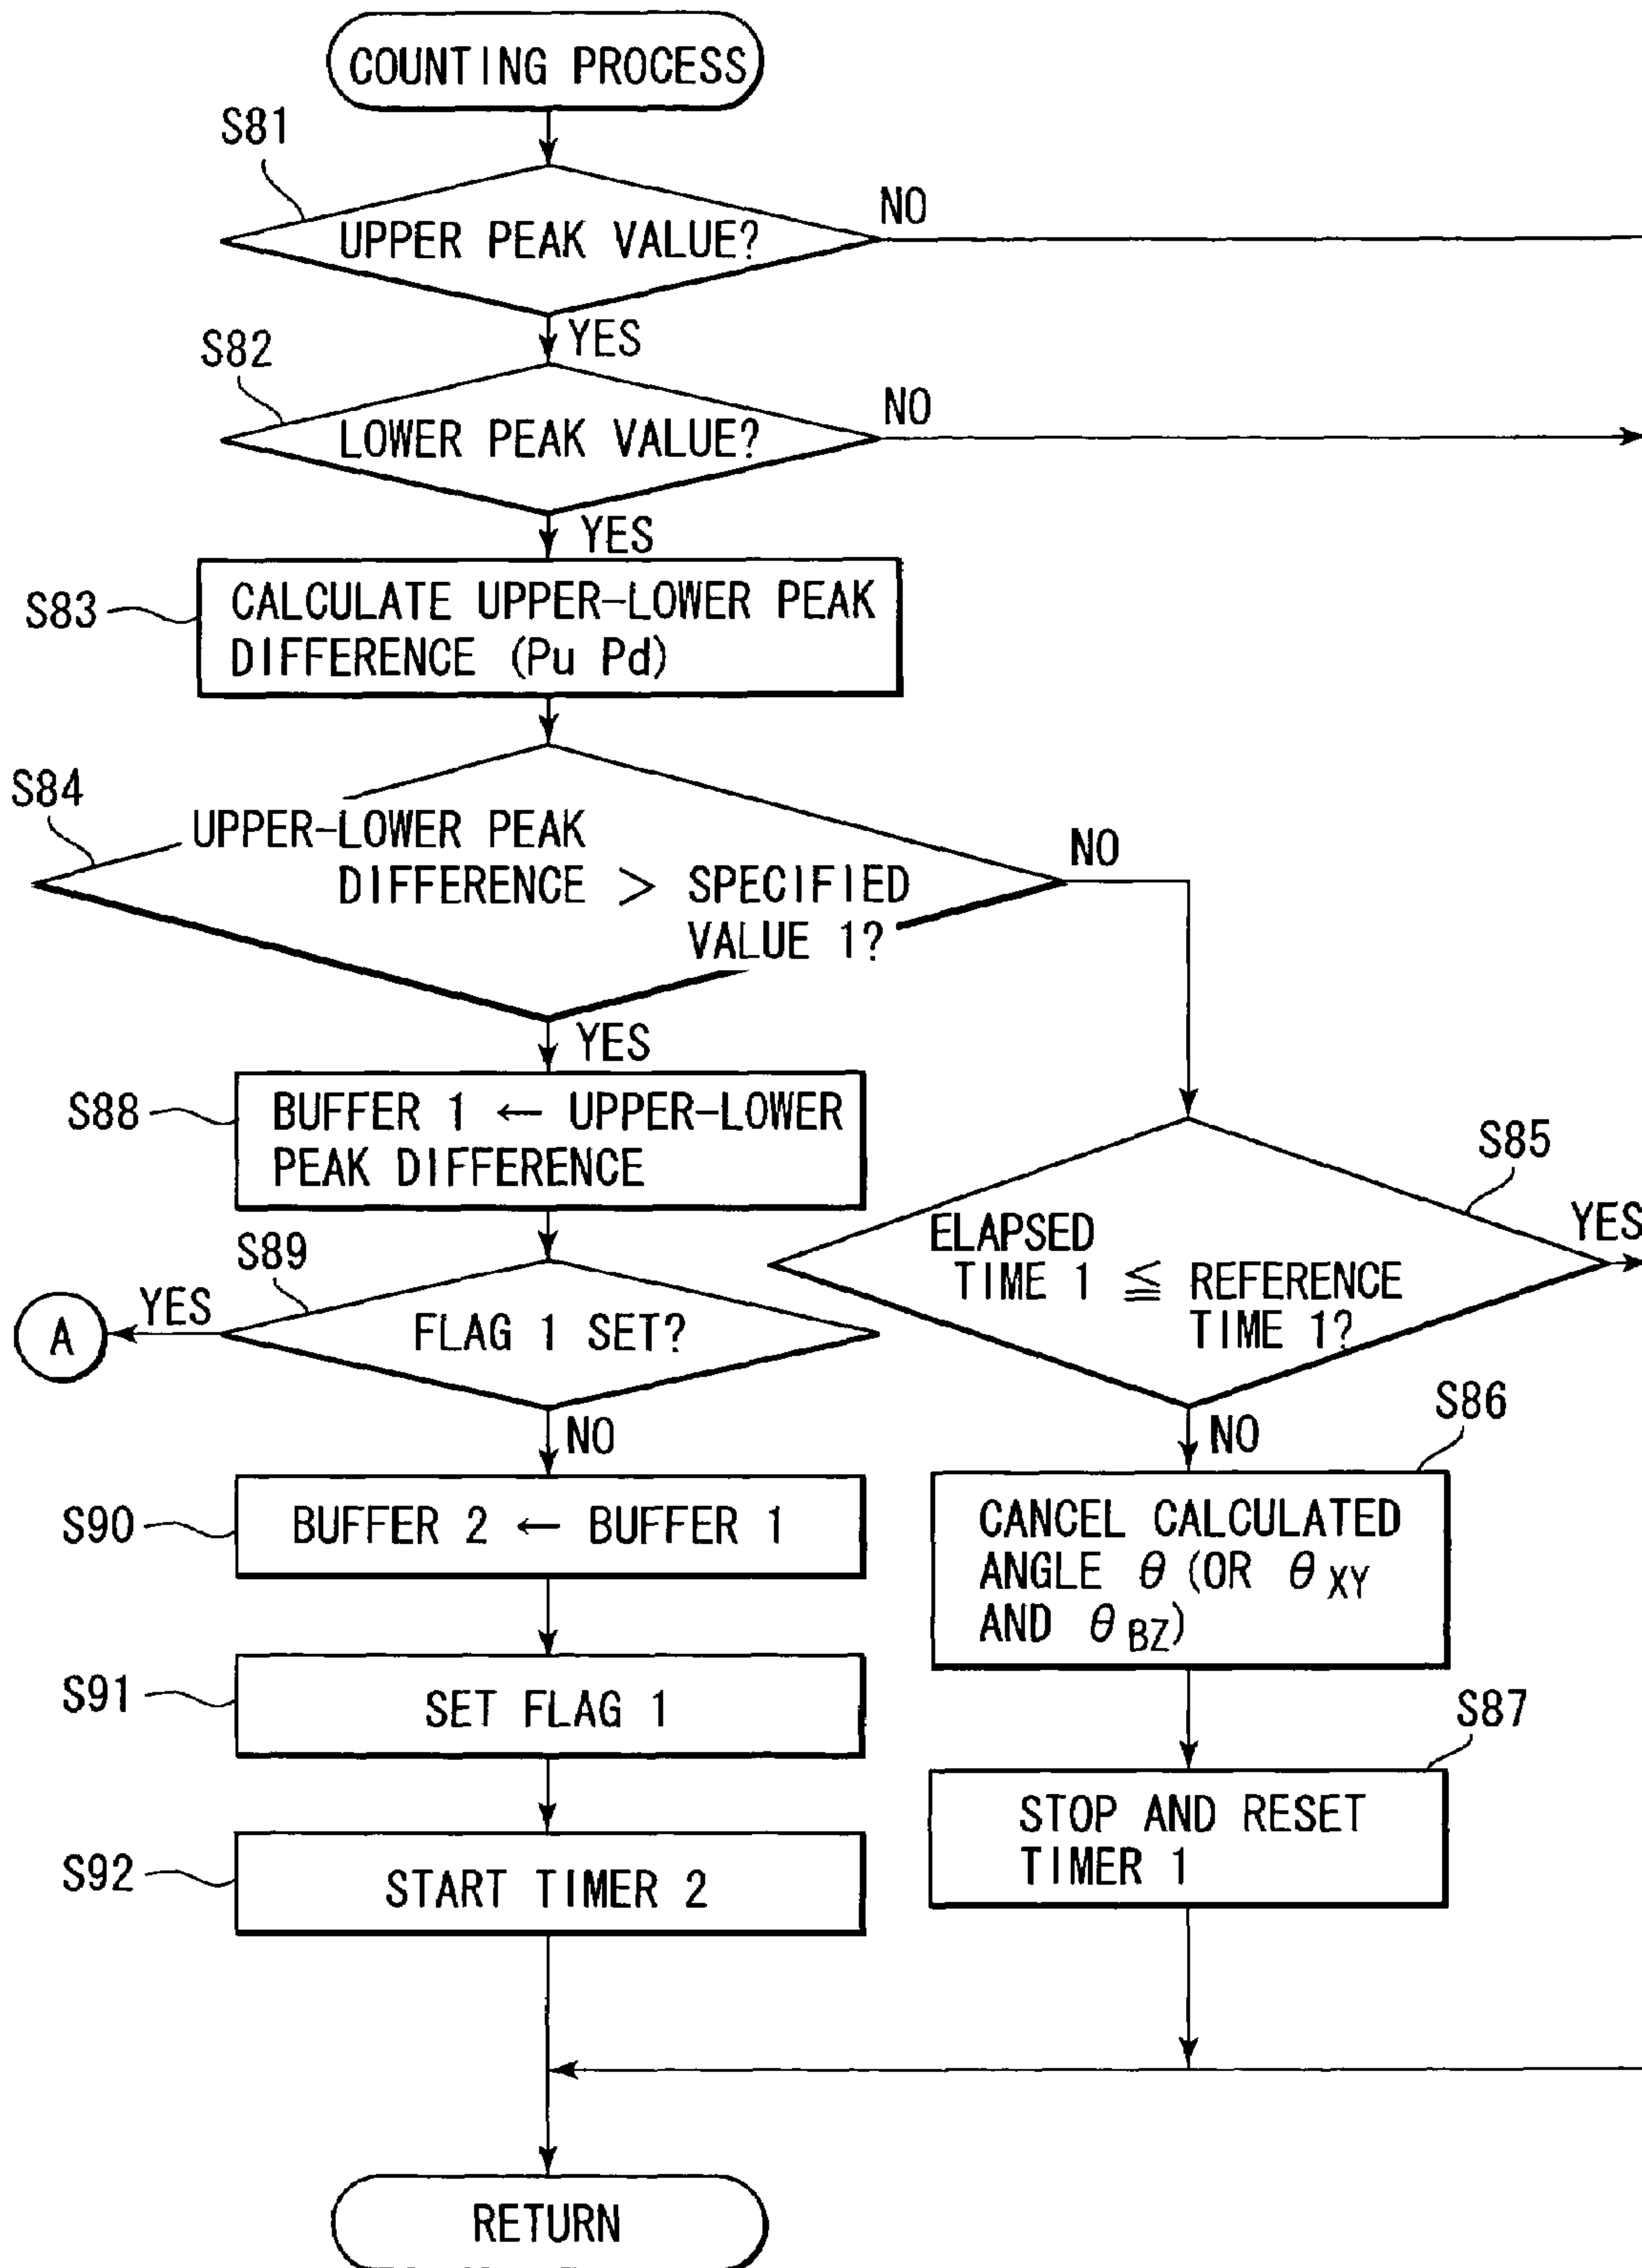 COUNTING PROCESS
S81
UPPER PEAK VALUE?
NO
YES
S82
LOWER PEAK VALUE?
NO
YES
S83
CALCULATE UPPER-LOWER PEAK
DIFFERENCE (Pu Pd)
S84
UPPER-LOWER PEAK
DIFFERENCE > SPECIFIED
VALUE 1?
NO
YES
S88
BUFFER 1 ← UPPER-LOWER
PEAK DIFFERENCE
S85
ELAPSED
TIME 1 ≦ REFERENCE
TIME 1?
YES
S89
YES
A
FLAG 1 SET?
NO
NO
S86
CANCEL CALCULATED
ANGLE θ (OR θXY
AND θBZ)
S90
BUFFER 2 ← BUFFER 1
S91
SET FLAG 1
S87
STOP AND RESET
TIMER 1
S92
START TIMER 2
RETURN